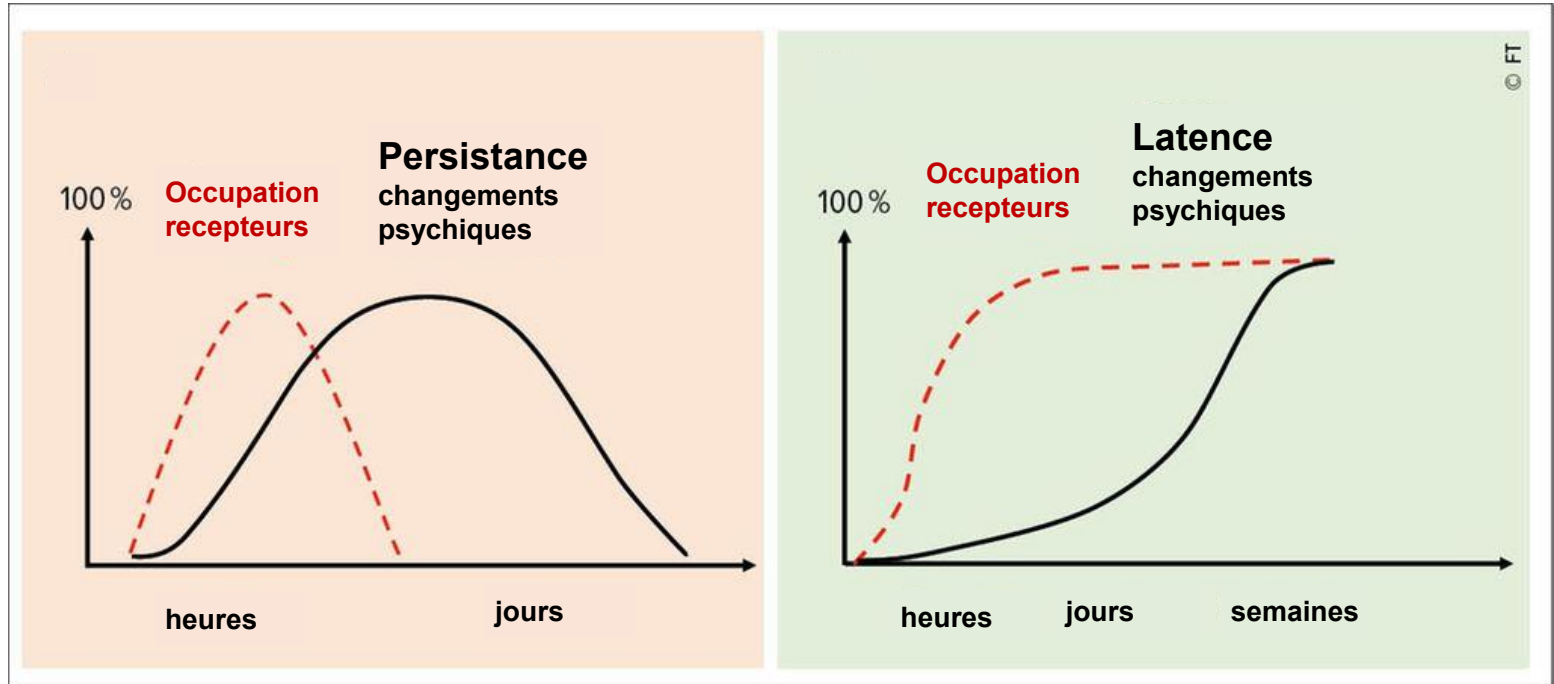 Persistance
changements
psychiques
Occupation
recepteurs
100 %
heures
jours
© FT
Latence
changements
psychiques
Occupation
recepteurs
100 %
heures
jours
semaines